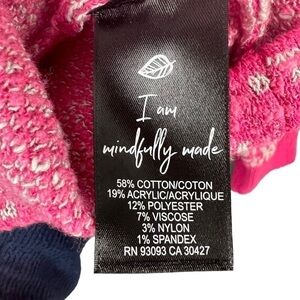 I am
mindfully made
58% COTTON/COTON
19% ACRYLIC/ACRYLIQUE
12% POLYESTER
7% VISCOSE
3% NYLON
1% SPANDEX
RN 93093 CA 30427